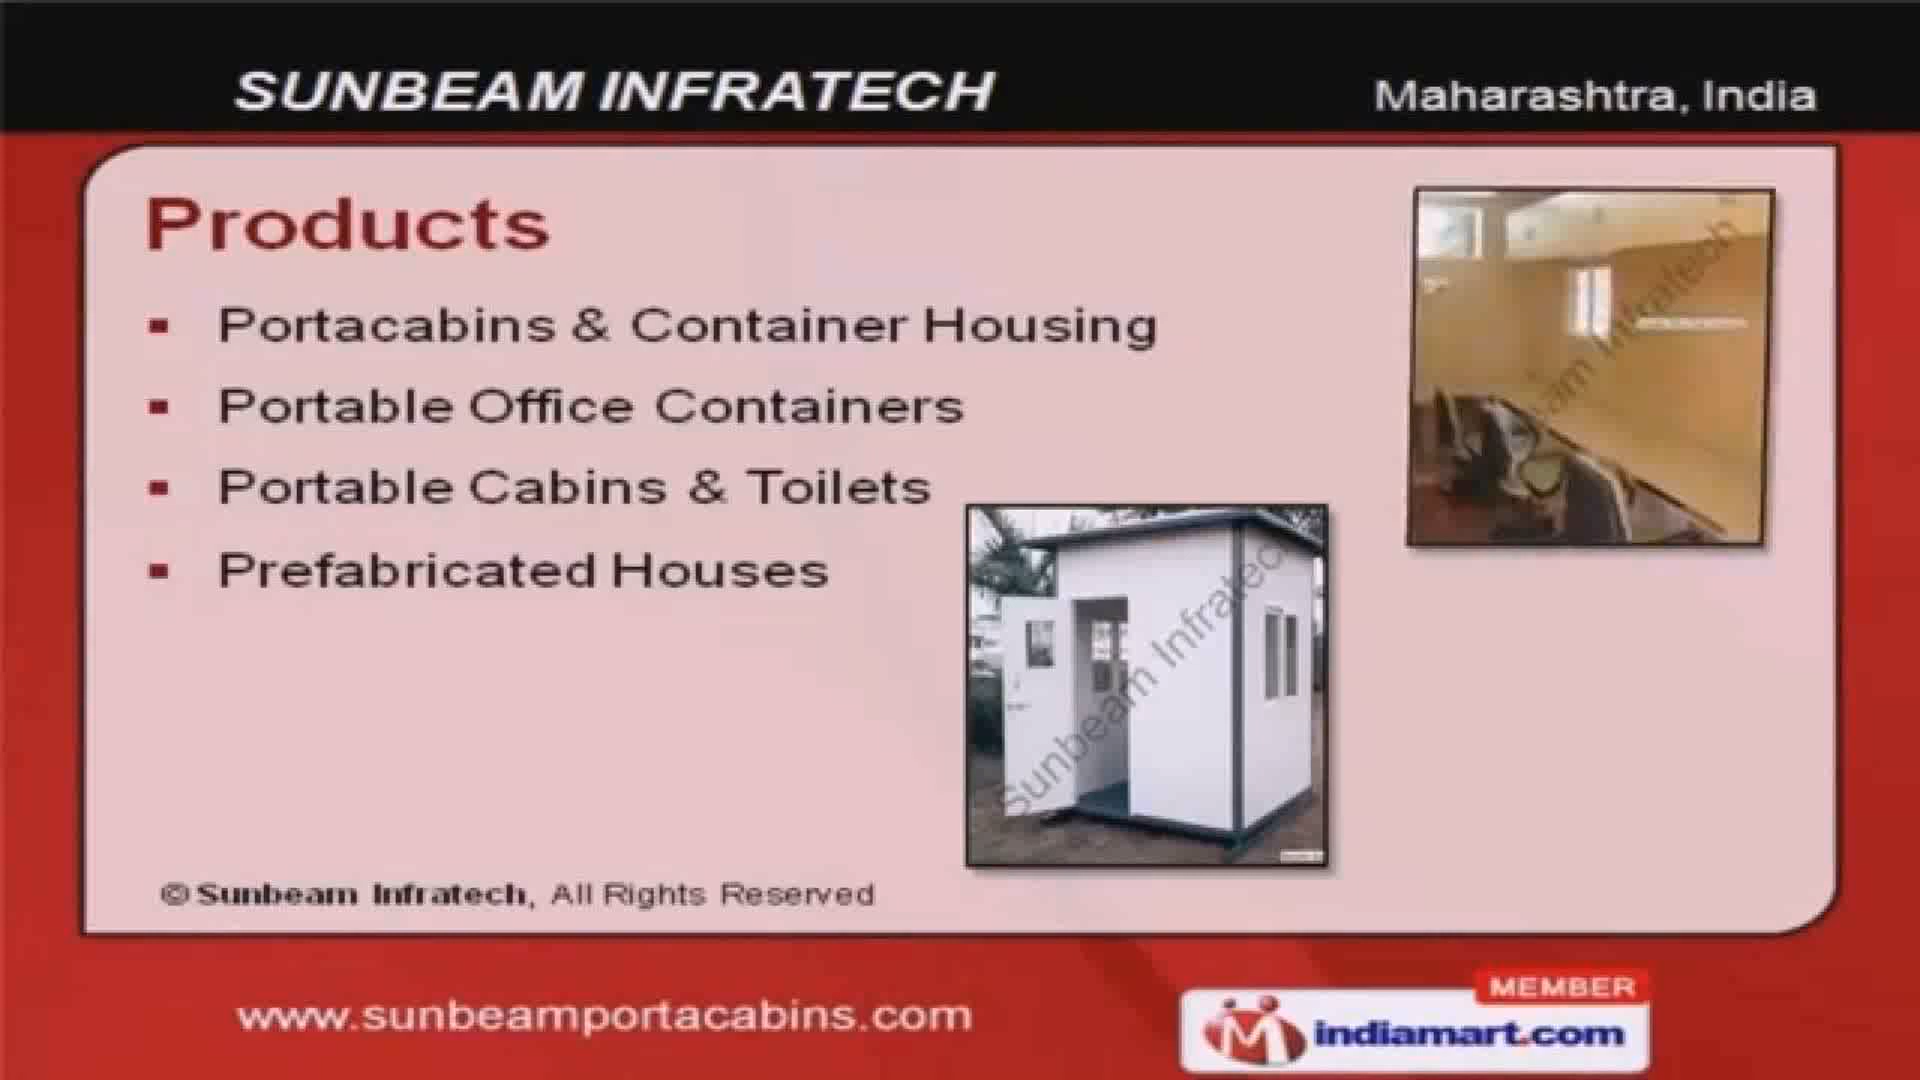 SUNBEAM INFRATECH
Maharashtra, India
Products
▪ Portacabins & Container Housing
▪ Portable Office Containers
▪ Portable Cabins & Toilets
▪ Prefabricated Houses
Sunbeam Infratech
am Infratech
© Sunbeam Infratech, All Rights Reserved
www.sunbeamportacabins.com
MEMBER
indiamart.com